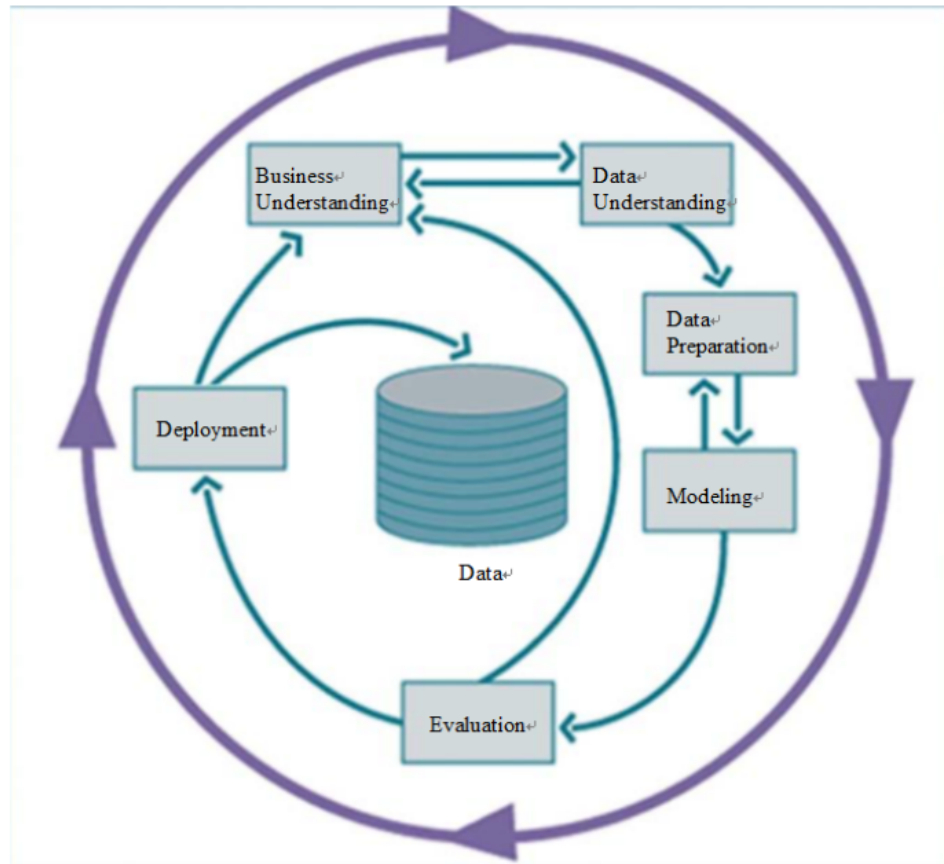 Business↵
Understanding↵
Data↵
Understanding↵
Data↵
Preparation↵
Deployment↵
Modeling↵
Data↵
Evaluation↵